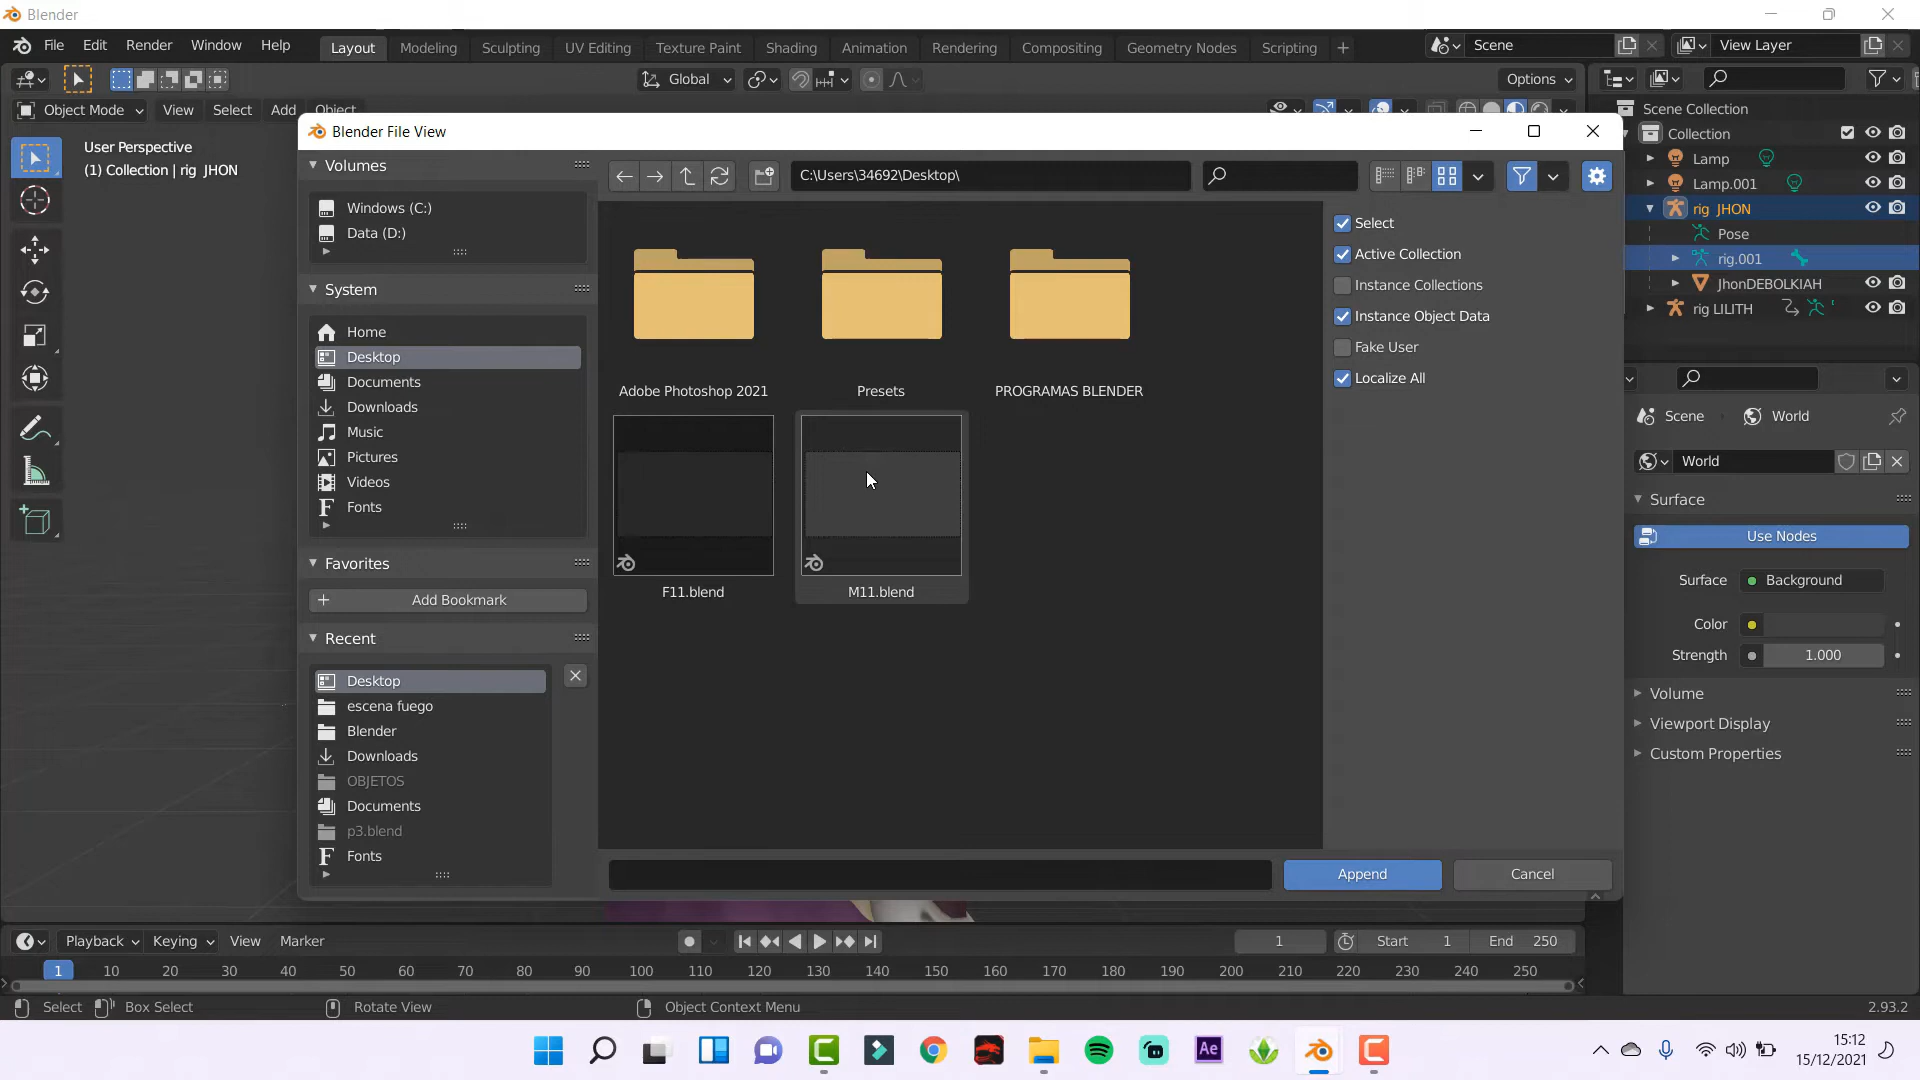 Blender
File Edit Render Window Help Layout Modeling Sculpting UV Editing Texture Paint Shading Animation Rendering Compositing Geometry Nodes Scripting + Scene View Layer
Global Options
Object Mode View Select Add Object
Scene Collection
Collection
Lamp
Lamp.001
rig JHON
Pose
rig.001
JhonDEBOLKIAH
rig LILITH
User Perspective
(1) Collection | rig JHON
Blender File View
Volumes
Windows (C:)
Data (D:)
System
Home
Desktop
Documents
Downloads
Music
Pictures
Videos
Fonts
Favorites
Add Bookmark
Recent
Desktop
escena fuego
Blender
Downloads
OBJETOS
Documents
p3.blend
Fonts
C:\Users\34692\Desktop\
Adobe Photoshop 2021 Presets PROGRAMAS BLENDER
F11.blend M11.blend
Select
Active Collection
Instance Collections
Instance Object Data
Fake User
Localize All
Append Cancel
Scene World
World
Surface
Use Nodes
Surface Background
Color
Strength 1.000
Volume
Viewport Display
Custom Properties
Playback Keying View Marker 1 Start 1 End 250
1 10 20 30 40 50 60 70 80 90 100 110 120 130 140 150 160 170 180 190 200 210 220 230 240 250
Select Box Select Rotate View Object Context Menu 2.93.2
Ae
15:12
15/12/2021